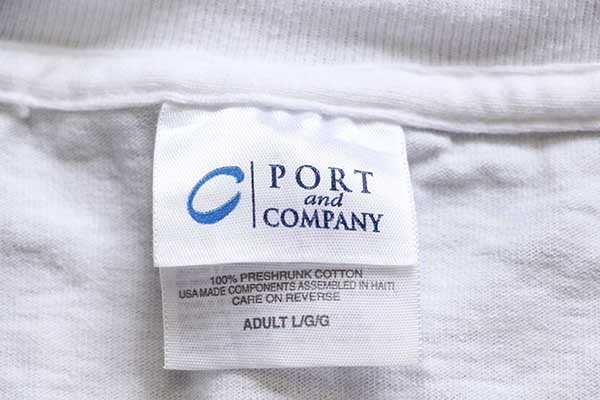 PORT
and
COMPANY
100% PRESHRUNK COTTON
USA MADE COMPONENTS ASSEMBLED IN HAITI
CARE ON REVERSE
ADULT L/G/G